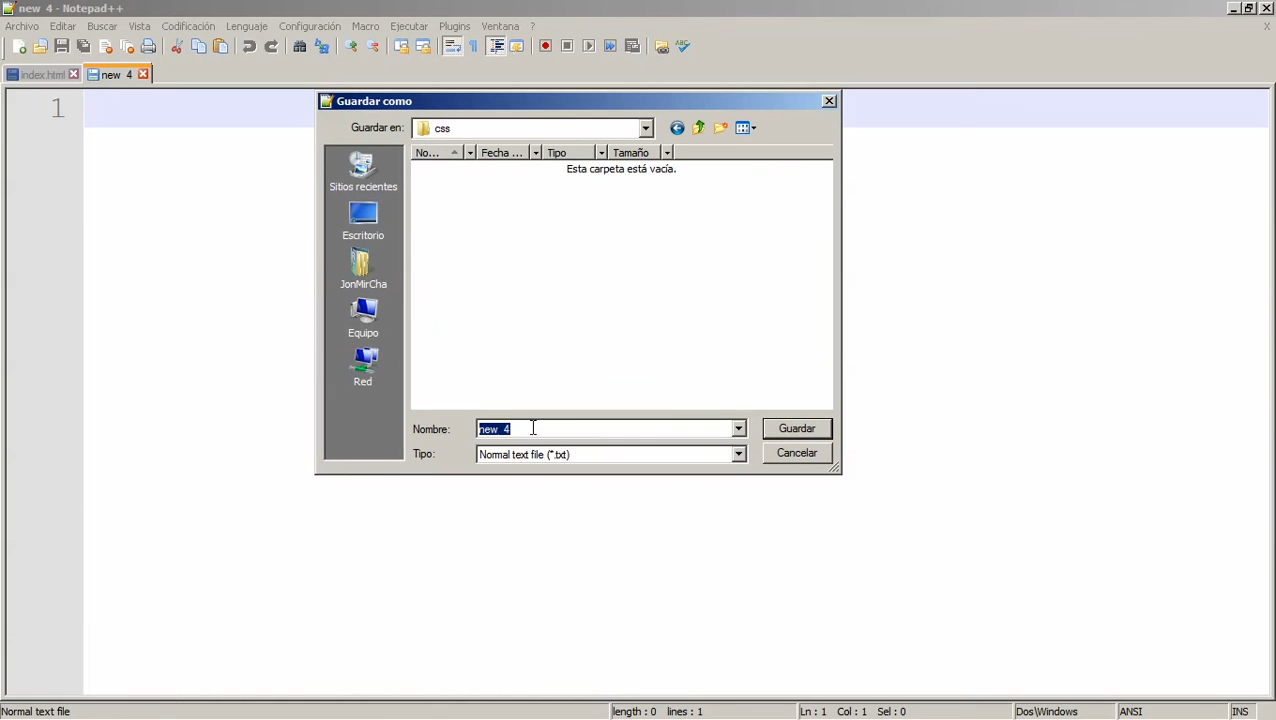 new 4 - Notepad++
Archivo Editar Buscar Vista Codificación Lenguaje Configuración Macro Ejecutar Plugins Ventana ? X
index.html new 4
1
Guardar como
Guardar en: css
No... Fecha ... Tipo Tamaño
Esta carpeta está vacía.
Sitios recientes
Escritorio
JonMirCha
Equipo
Red
Nombre: new 4 Guardar
Tipo: Normal text file (*.txt) Cancelar
Normal text file length : 0 lines : 1 Ln : 1 Col : 1 Sel : 0 Dos\Windows ANSI INS